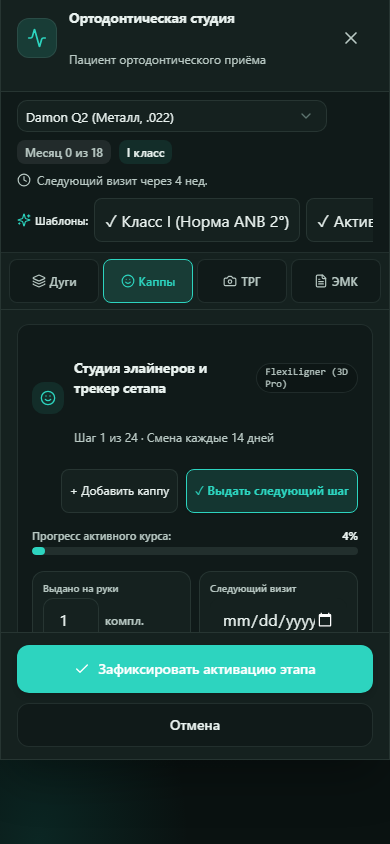 Ортодонтическая студия
Пациент ортодонтического приёма
Damon Q2 (Металл, .022)
Месяц 0 из 18 I класс
Следующий визит через 4 нед.
Шаблоны: ✓ Класс I (Норма ANB 2°) ✓ Актив
Дуги Каппы ТРГ ЭМК
Студия элайнеров и
трекер сетапа
FlexiLigner (3D
Pro)
Шаг 1 из 24 · Смена каждые 14 дней
+ Добавить каппу ✓ Выдать следующий шаг
Прогресс активного курса: 4%
Выдано на руки Следующий визит
1 компл. mm/dd/yyyy
Зафиксировать активацию этапа
Отмена